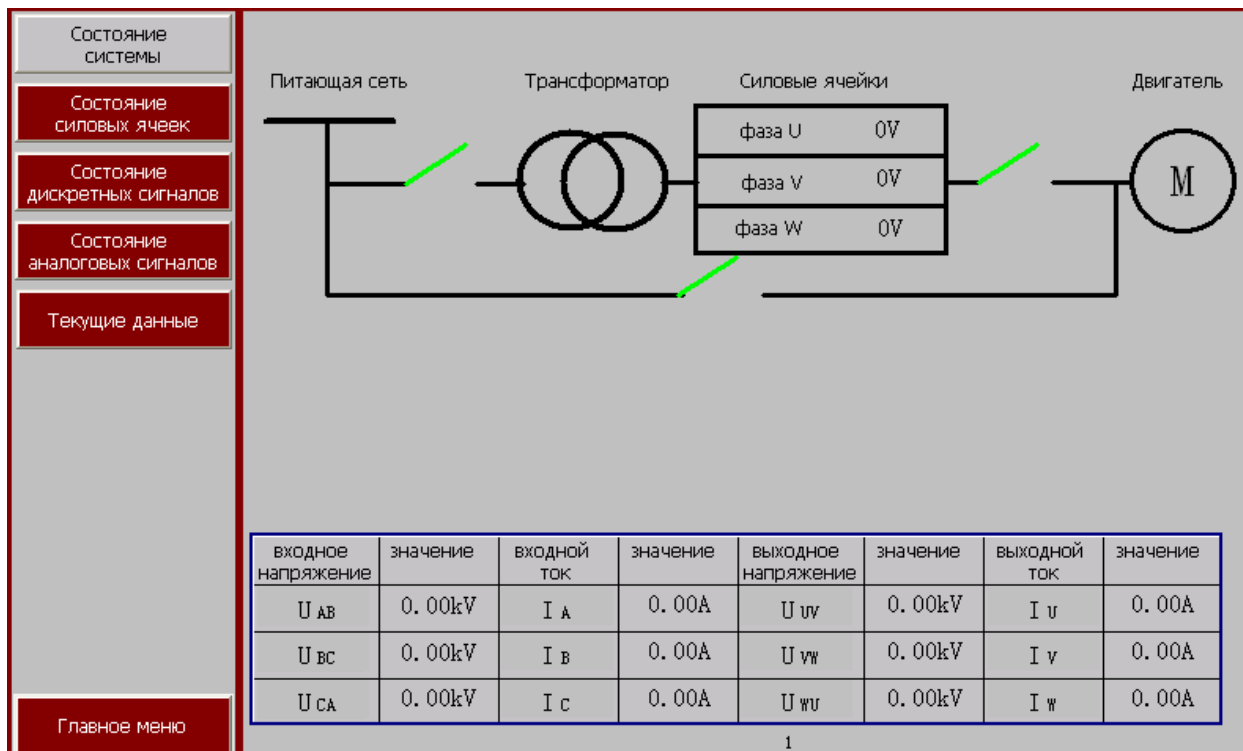 Состояние
системы
Состояние
силовых ячеек
Состояние
дискретных сигналов
Состояние
аналоговых сигналов
Текущие данные
Главное меню
Питающая сеть Трансформатор Силовые ячейки Двигатель
фаза U 0V
фаза V 0V
фаза W 0V
M
входное напряжение значение входной ток значение выходное напряжение значение выходной ток значение
U AB 0.00kV I A 0.00A U UV 0.00kV I U 0.00A
U BC 0.00kV I B 0.00A U VW 0.00kV I V 0.00A
U CA 0.00kV I C 0.00A U WU 0.00kV I W 0.00A
1